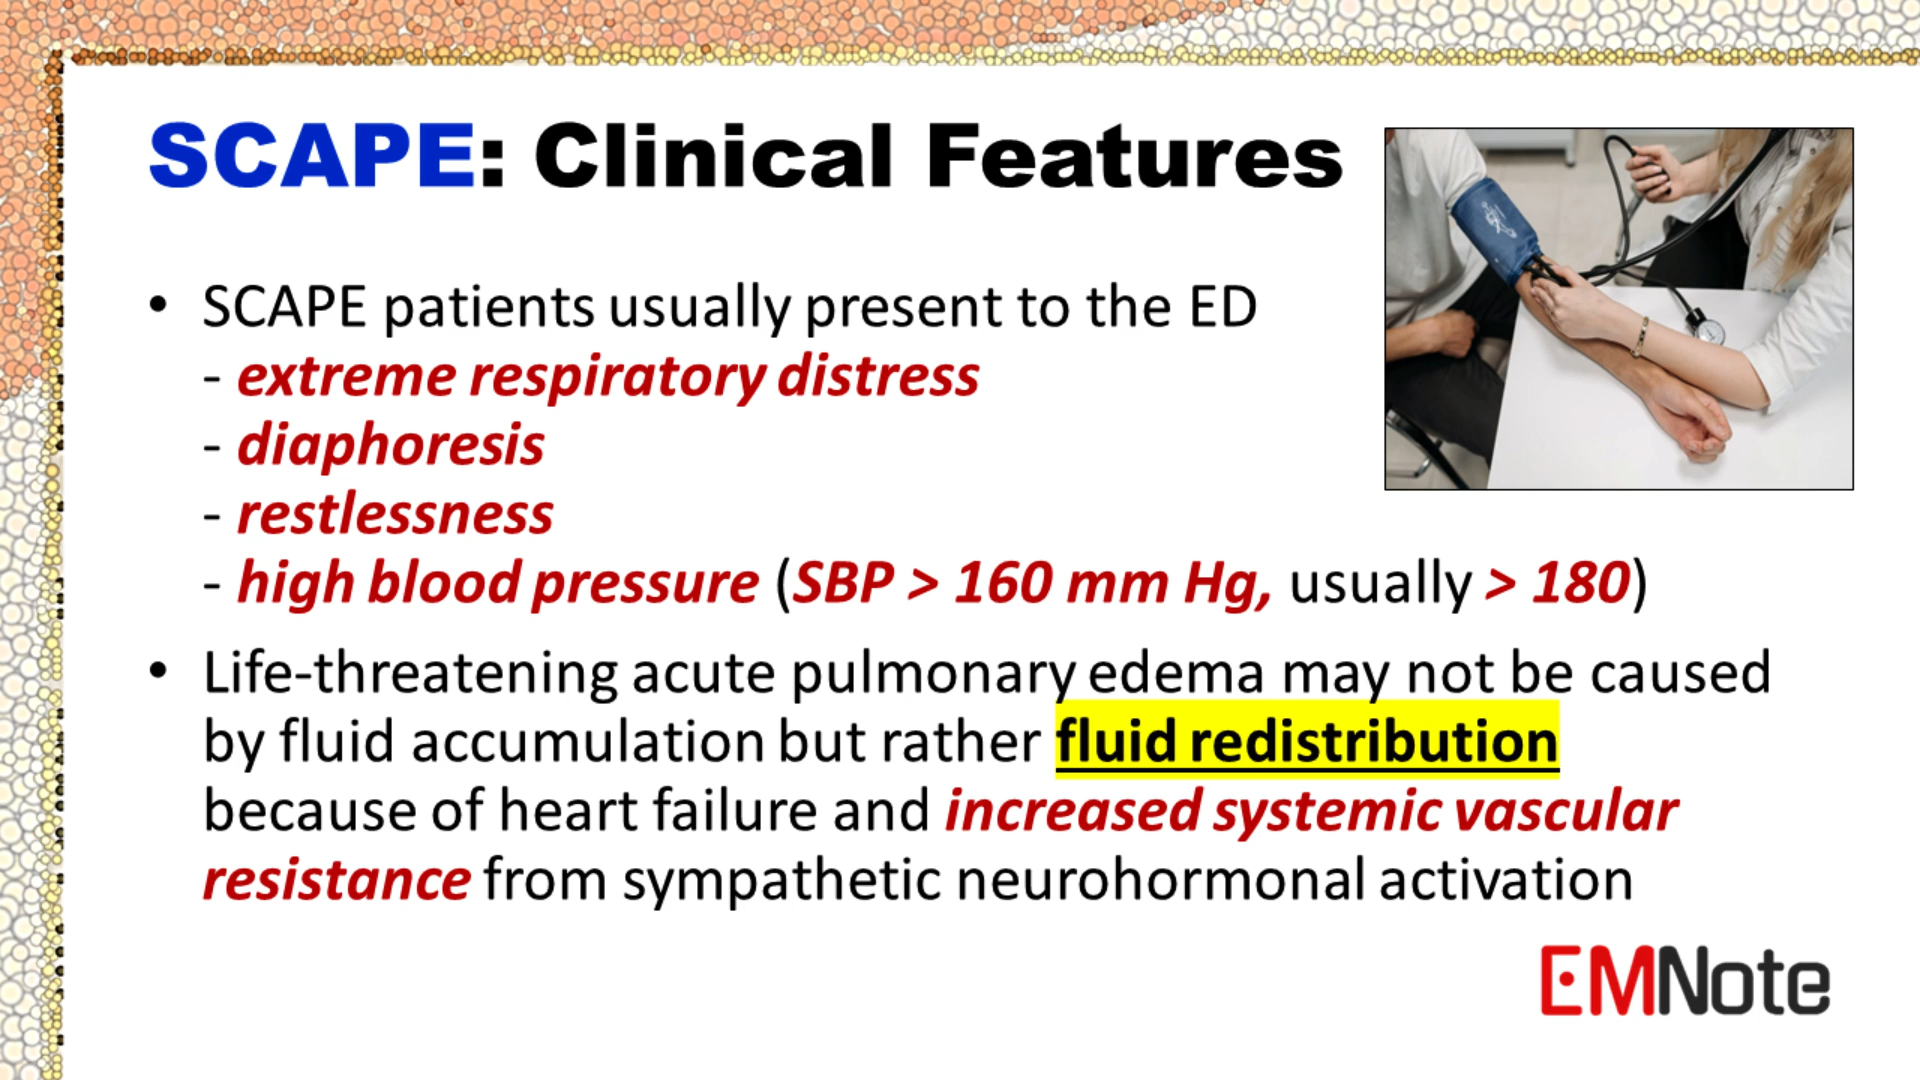 SCAPE: Clinical Features
• SCAPE patients usually present to the ED
- extreme respiratory distress
- diaphoresis
- restlessness
- high blood pressure (SBP > 160 mm Hg, usually > 180)
• Life-threatening acute pulmonary edema may not be caused
by fluid accumulation but rather fluid redistribution
because of heart failure and increased systemic vascular
resistance from sympathetic neurohormonal activation
EMNote